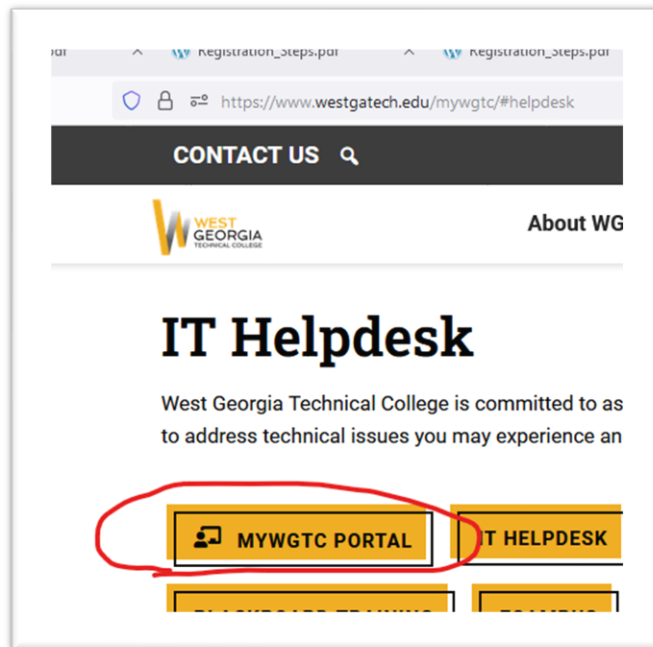 Registration_Steps.pdf
Registration_Steps.pdf
https://www.westgatech.edu/mywgtc/#helpdesk
CONTACT US
WEST
GEORGIA
TECHNICAL COLLEGE
About WG
IT Helpdesk
West Georgia Technical College is committed to as
to address technical issues you may experience an
MYWGTC PORTAL
IT HELPDESK
BLACKBOARD TRAINING